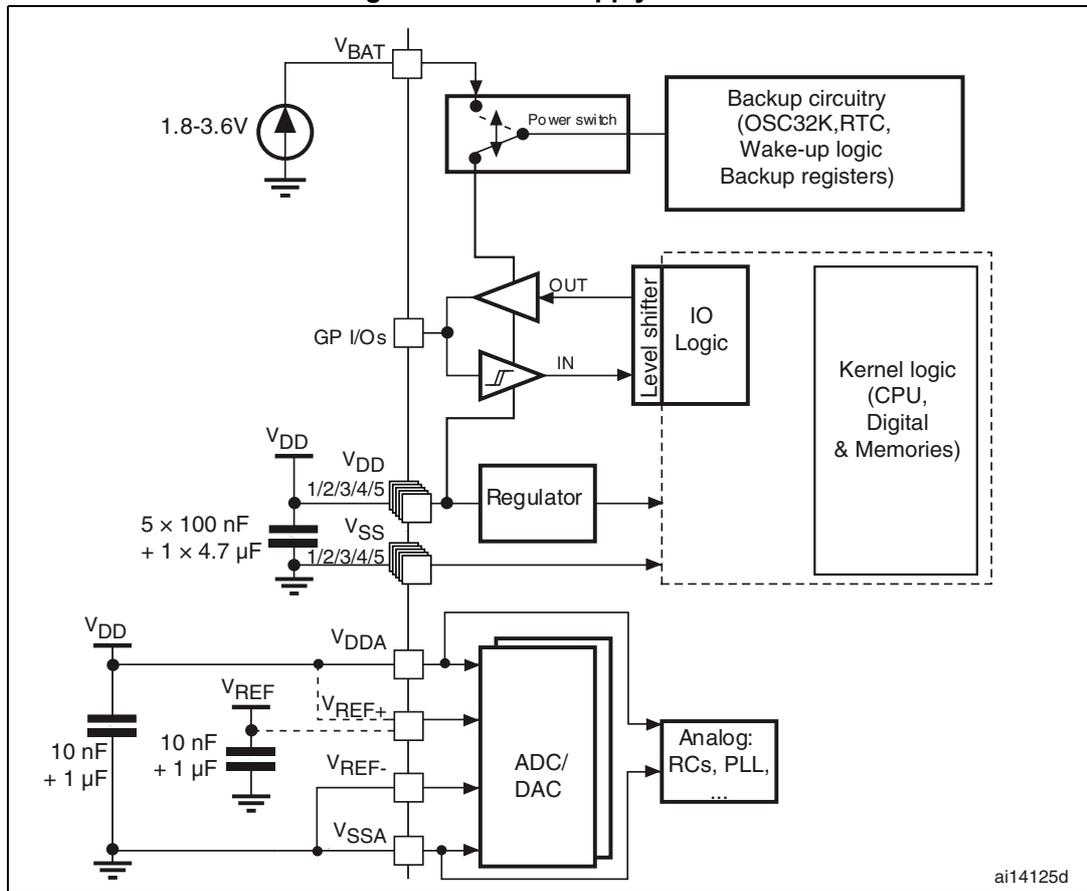 VBAT
1.8-3.6V
Power switch
Backup circuitry
(OSC32K,RTC,
Wake-up logic
Backup registers)
OUT
GP I/Os
IN
Level shifter
IO
Logic
Kernel logic
(CPU,
Digital
& Memories)
VDD
VDD
1/2/3/4/5
Regulator
5 × 100 nF
+ 1 × 4.7 µF
VSS
1/2/3/4/5
VDD
VDDA
VREF
VREF+
10 nF
+ 1 µF
10 nF
+ 1 µF
VREF-
ADC/
DAC
Analog:
RCs, PLL,
...
VSSA
ai14125d